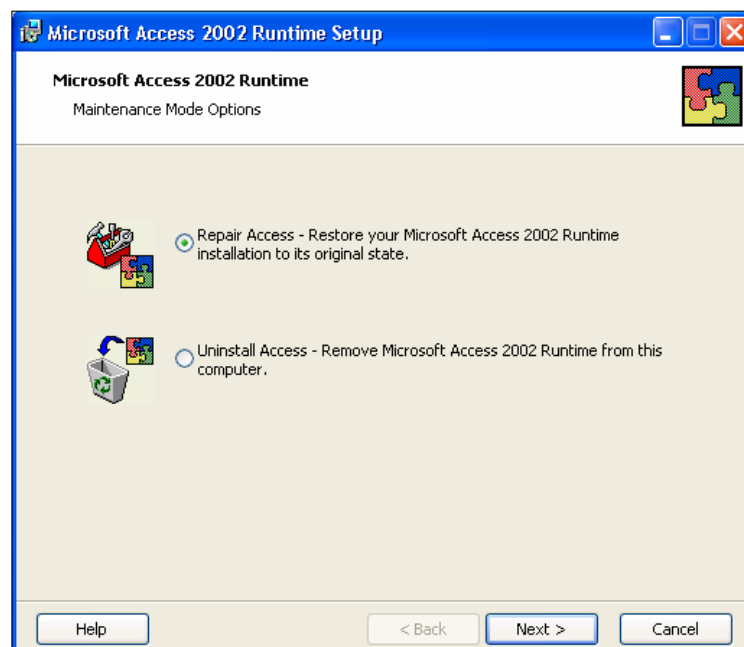 Microsoft Access 2002 Runtime Setup
Microsoft Access 2002 Runtime
Maintenance Mode Options
Repair Access - Restore your Microsoft Access 2002 Runtime
installation to its original state.
Uninstall Access - Remove Microsoft Access 2002 Runtime from this
computer.
Help
< Back
Next >
Cancel